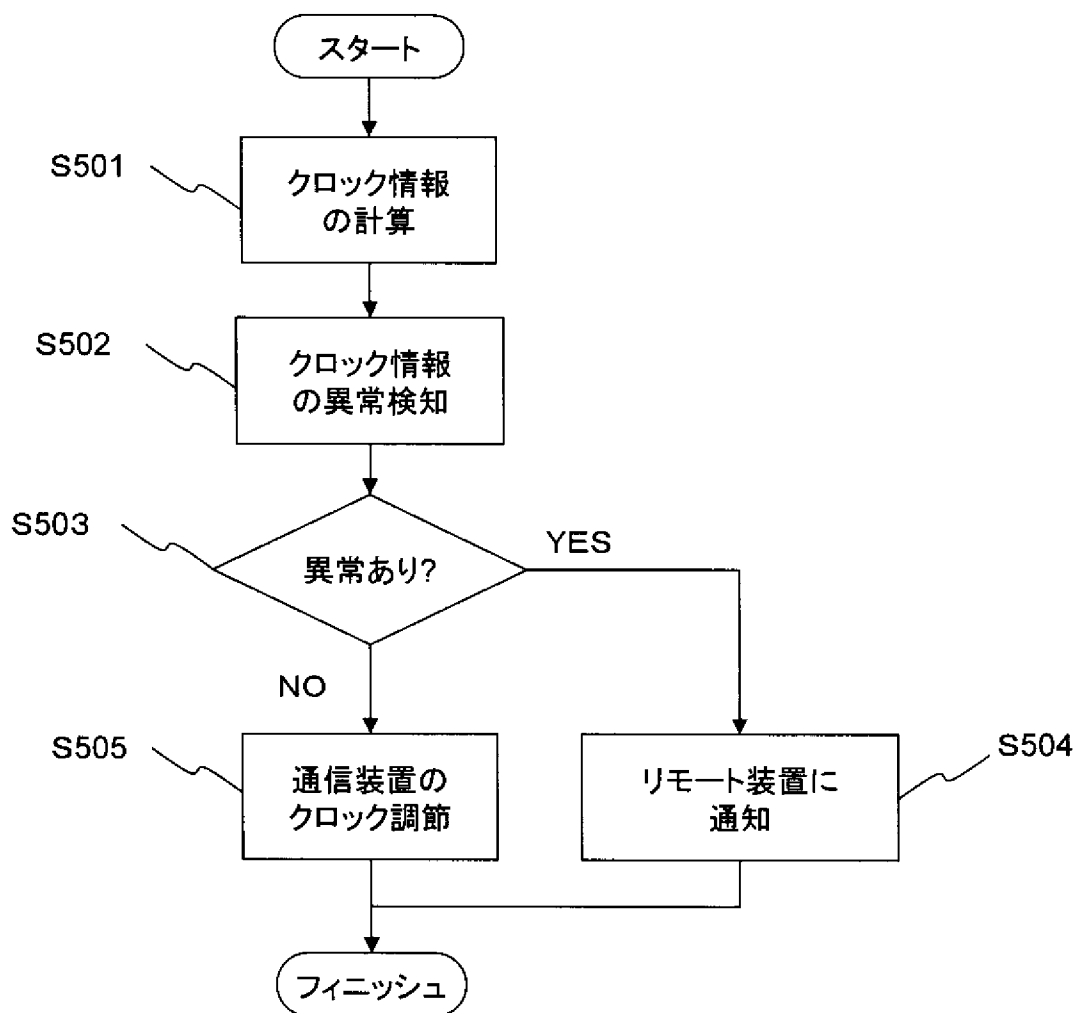 スタート
S501
クロック情報
の計算
S502
クロック情報
の異常検知
S503
異常あり?
YES
NO
S505
通信装置の
クロック調節
リモート装置に
通知
S504
フィニッシュ